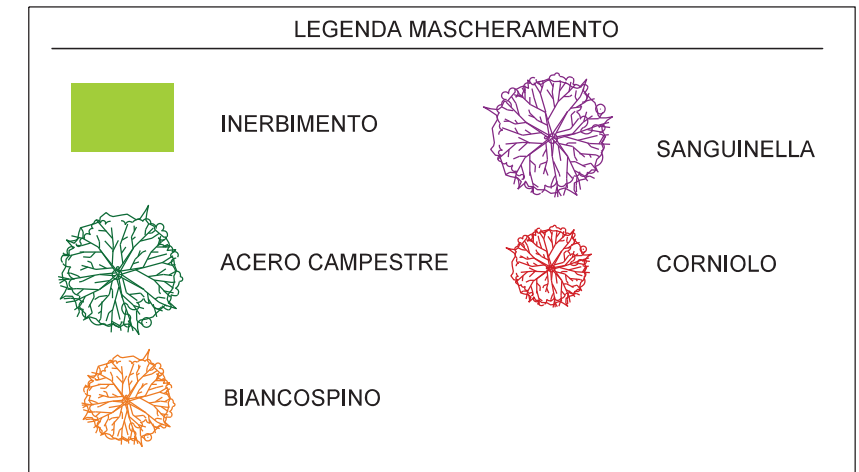 LEGENDA MASCHERAMENTO
INERBIMENTO
SANGUINELLA
ACERO CAMPESTRE
CORNIOLO
BIANCOSPINO